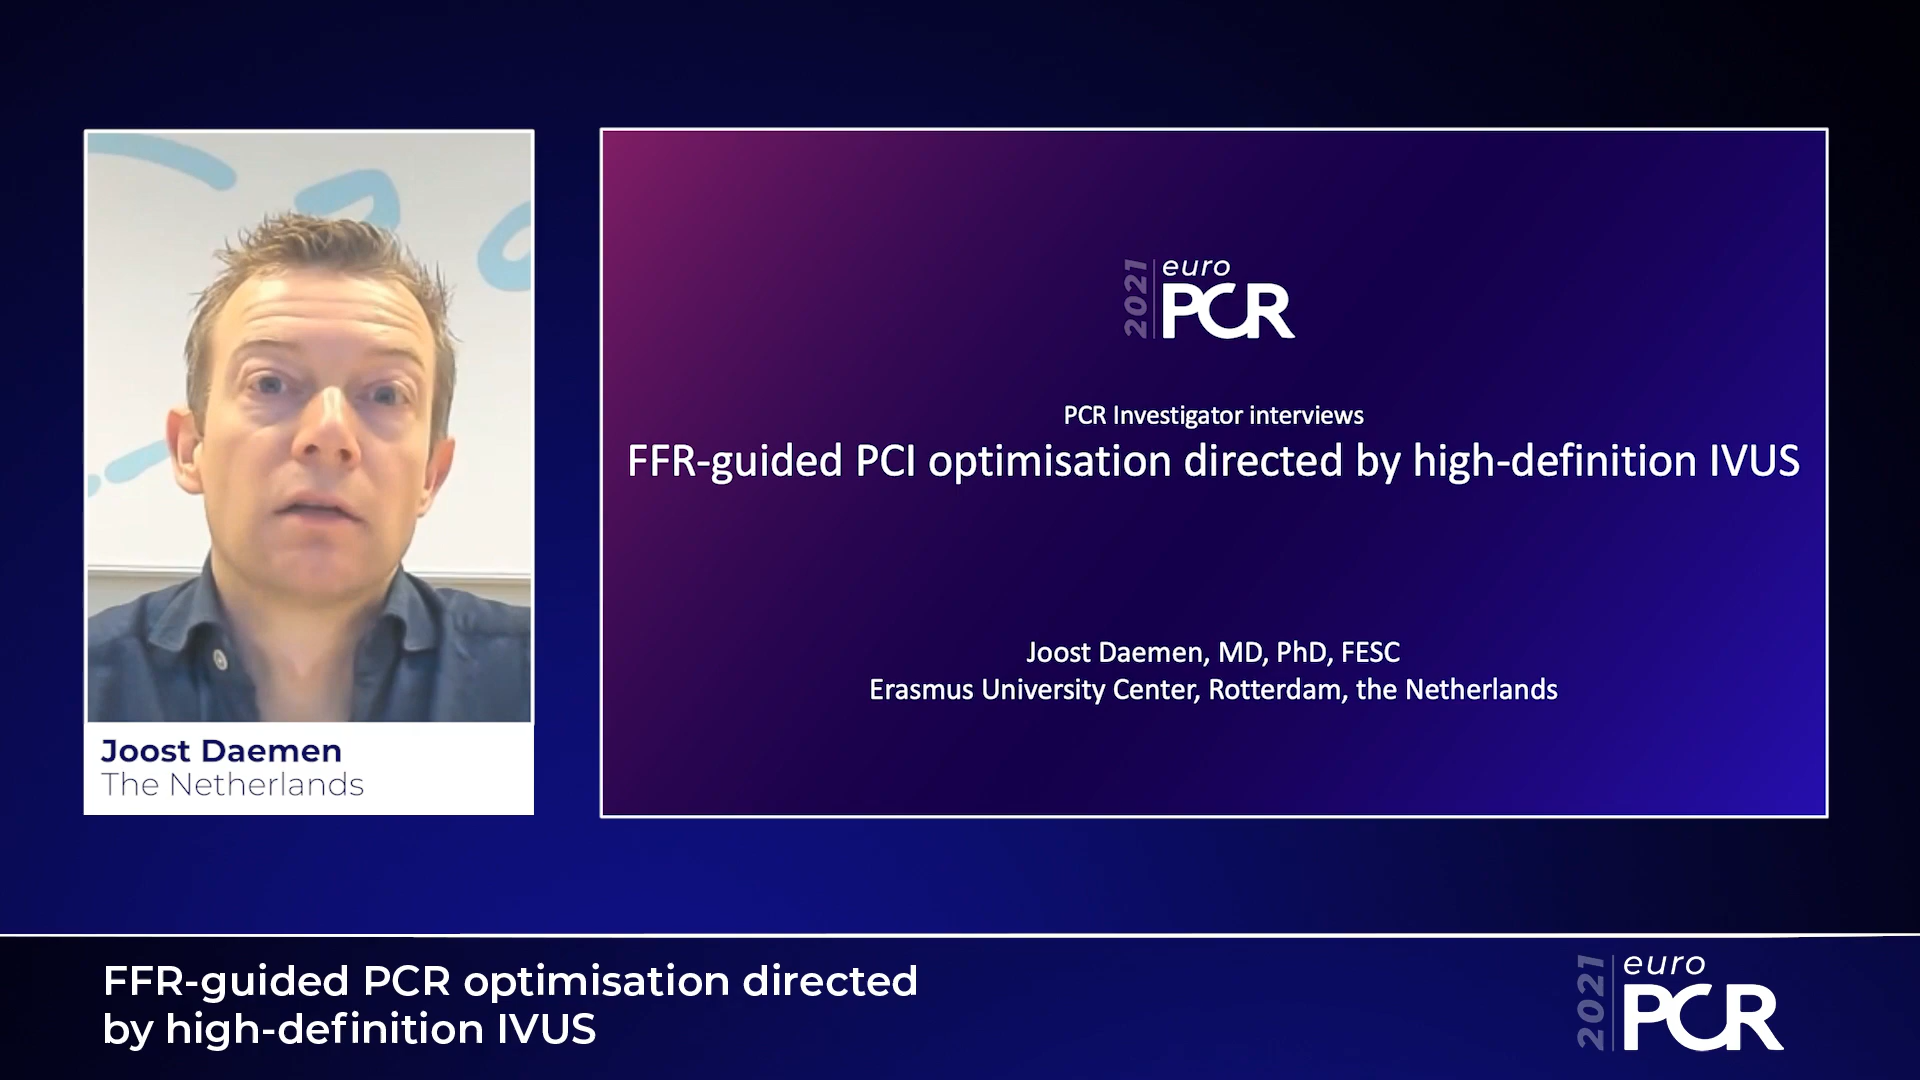 2021
euro
PCR
PCR Investigator interviews
FFR-guided PCI optimisation directed by high-definition IVUS
Joost Daemen, MD, PhD, FESC
Erasmus University Center, Rotterdam, the Netherlands
Joost Daemen
The Netherlands
FFR-guided PCR optimisation directed
by high-definition IVUS
2021
euro
PCR